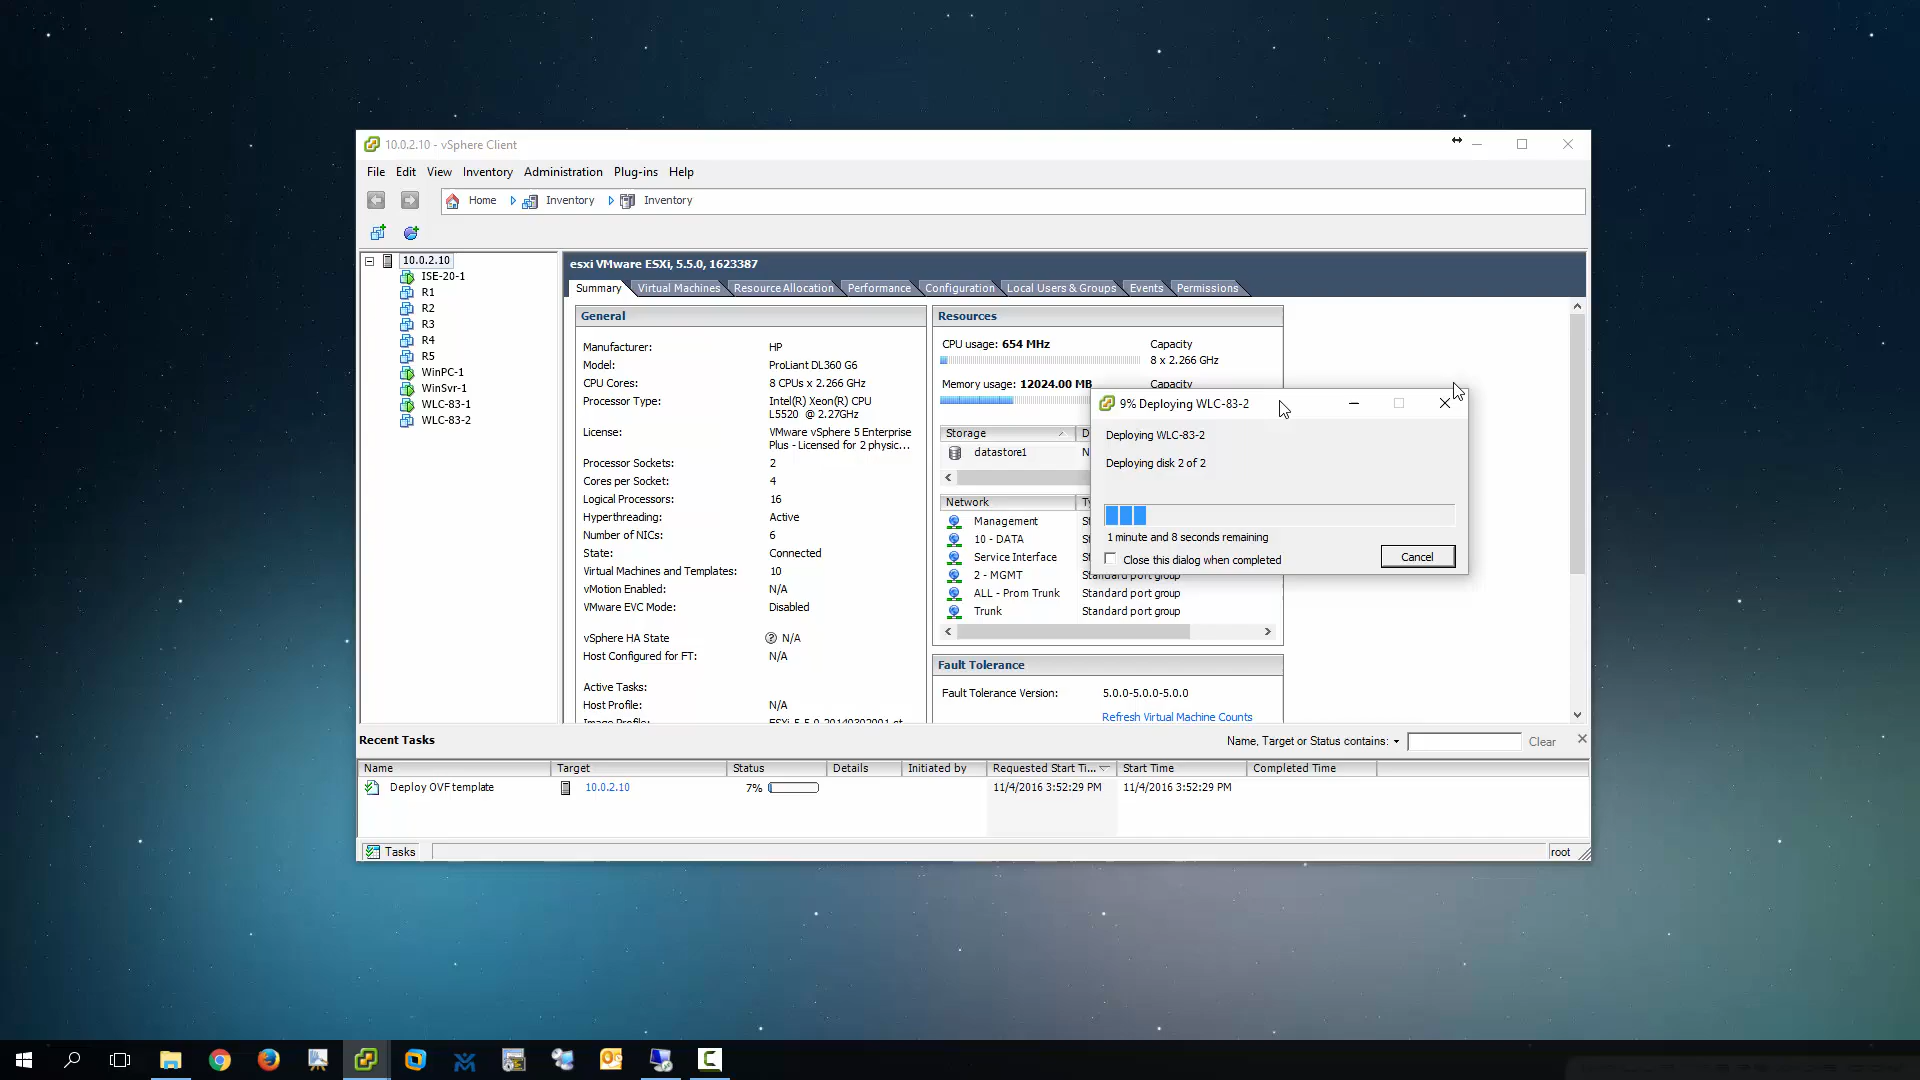 10.0.2.10 - vSphere Client
File Edit View Inventory Administration Plug-ins Help
Home Inventory Inventory
10.0.2.10
ISE-20-1
R1
R2
R3
R4
R5
WinPC-1
WinSvr-1
WLC-83-1
WLC-83-2
esxi VMware ESXi, 5.5.0, 1623387
Summary Virtual Machines Resource Allocation Performance Configuration Local Users & Groups Events Permissions
General
Manufacturer: HP
Model: ProLiant DL360 G6
CPU Cores: 8 CPUs x 2.266 GHz
Processor Type: Intel(R) Xeon(R) CPU
L5520 @ 2.27GHz
License: VMware vSphere 5 Enterprise
Plus - Licensed for 2 physic...
Processor Sockets: 2
Cores per Socket: 4
Logical Processors: 16
Hyperthreading: Active
Number of NICs: 6
State: Connected
Virtual Machines and Templates: 10
vMotion Enabled: N/A
VMware EVC Mode: Disabled
vSphere HA State N/A
Host Configured for FT: N/A
Active Tasks:
Host Profile: N/A
Resources
CPU usage: 654 MHz Capacity
8 x 2.266 GHz
Memory usage: 12024.00 MB Capacity
Storage D
datastore1 N
Network Ty
Management St
10 - DATA St
Service Interface St
2 - MGMT Standard port group
ALL - Prom Trunk Standard port group
Trunk Standard port group
Fault Tolerance
Fault Tolerance Version: 5.0.0-5.0.0-5.0.0
Refresh Virtual Machine Counts
9% Deploying WLC-83-2
Deploying WLC-83-2
Deploying disk 2 of 2
1 minute and 8 seconds remaining
Close this dialog when completed Cancel
Recent Tasks Name, Target or Status contains: Clear
Name Target Status Details Initiated by Requested Start Ti... Start Time Completed Time
Deploy OVF template 10.0.2.10 7% 11/4/2016 3:52:29 PM 11/4/2016 3:52:29 PM
Tasks root